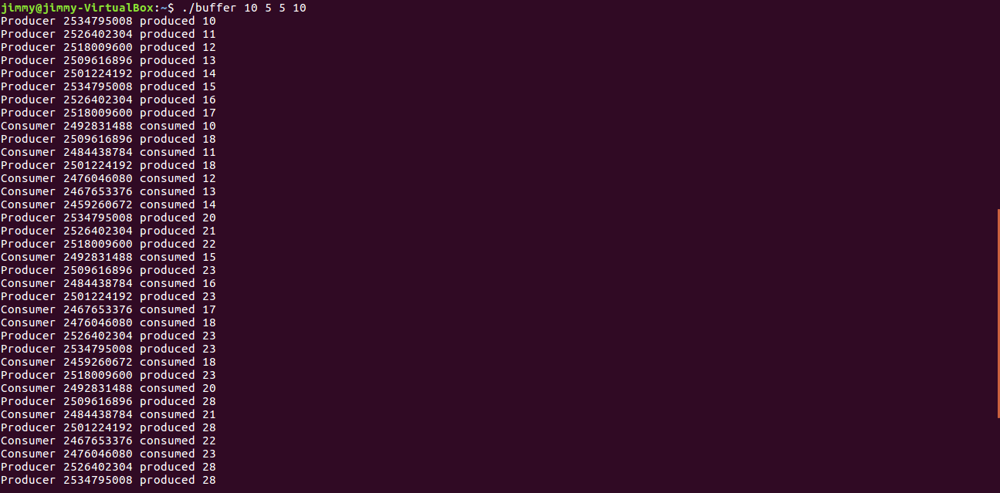 jimmy@jimmy-VirtualBox:~$ ./buffer 10 5 5 10
Producer 2534795008 produced 10
Producer 2526402304 produced 11
Producer 2518009600 produced 12
Producer 2509616896 produced 13
Producer 2501224192 produced 14
Producer 2534795008 produced 15
Producer 2526402304 produced 16
Producer 2518009600 produced 17
Consumer 2492831488 consumed 10
Producer 2509616896 produced 18
Consumer 2484438784 consumed 11
Producer 2501224192 produced 18
Consumer 2476046080 consumed 12
Consumer 2467653376 consumed 13
Consumer 2459260672 consumed 14
Producer 2534795008 produced 20
Producer 2526402304 produced 21
Producer 2518009600 produced 22
Consumer 2492831488 consumed 15
Producer 2509616896 produced 23
Consumer 2484438784 consumed 16
Producer 2501224192 produced 23
Consumer 2467653376 consumed 17
Consumer 2476046080 consumed 18
Producer 2526402304 produced 23
Producer 2534795008 produced 23
Consumer 2459260672 consumed 18
Producer 2518009600 produced 23
Consumer 2492831488 consumed 20
Producer 2509616896 produced 28
Consumer 2484438784 consumed 21
Producer 2501224192 produced 28
Consumer 2467653376 consumed 22
Consumer 2476046080 consumed 23
Producer 2526402304 produced 28
Producer 2534795008 produced 28